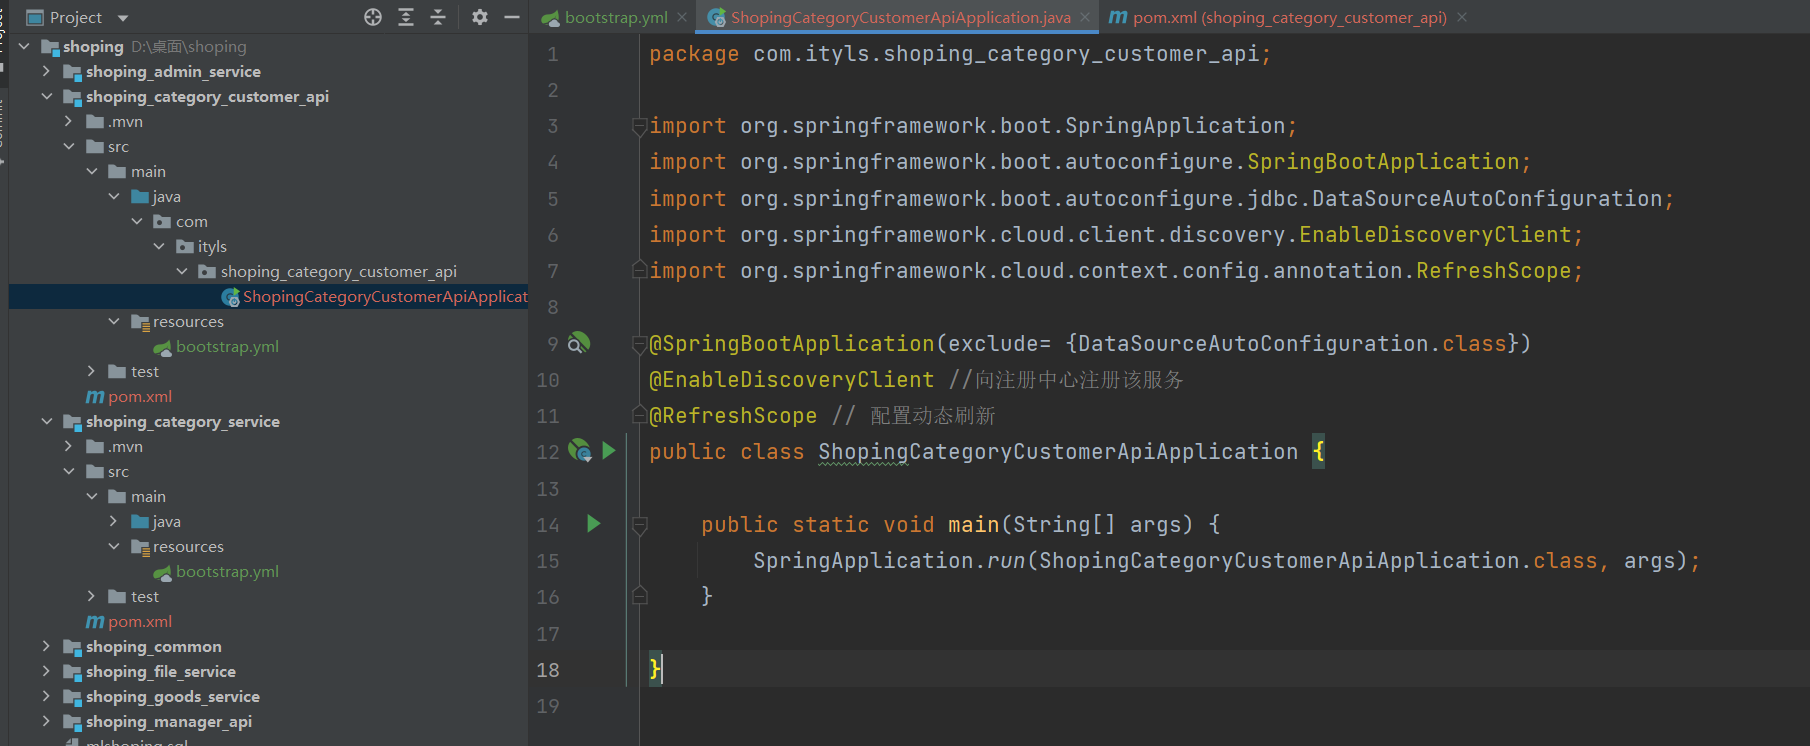 Project
bootstrap.yml
ShopingCategoryCustomerApiApplication.java
pom.xml (shoping_category_customer_api)
shoping D:\桌面\shoping
shoping_admin_service
shoping_category_customer_api
.mvn
src
main
java
com
ityls
shoping_category_customer_api
ShopingCategoryCustomerApiApplicat
resources
bootstrap.yml
test
pom.xml
shoping_category_service
.mvn
src
main
java
resources
bootstrap.yml
test
pom.xml
shoping_common
shoping_file_service
shoping_goods_service
shoping_manager_api
mlshoping.sql
1 package com.ityls.shoping_category_customer_api;
2
3 import org.springframework.boot.SpringApplication;
4 import org.springframework.boot.autoconfigure.SpringBootApplication;
5 import org.springframework.boot.autoconfigure.jdbc.DataSourceAutoConfiguration;
6 import org.springframework.cloud.client.discovery.EnableDiscoveryClient;
7 import org.springframework.cloud.context.config.annotation.RefreshScope;
8
9 @SpringBootApplication(exclude= {DataSourceAutoConfiguration.class})
10 @EnableDiscoveryClient //向注册中心注册该服务
11 @RefreshScope // 配置动态刷新
12 public class ShopingCategoryCustomerApiApplication {
13
14 public static void main(String[] args) {
15 SpringApplication.run(ShopingCategoryCustomerApiApplication.class, args);
16 }
17
18 }
19